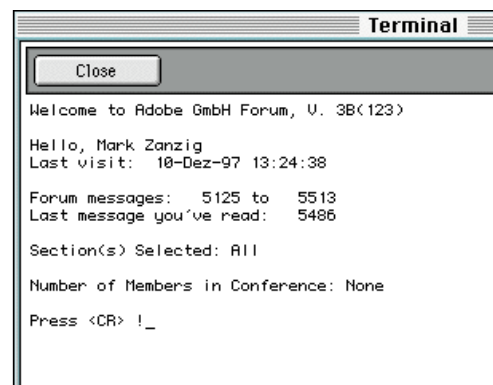 Terminal
Close
Welcome to Adobe GmbH Forum, V. 3B(123)
Hello, Mark Zanzig
Last visit:  10-Dez-97 13:24:38
Forum messages:   5125 to   5513
Last message you've read:   5486
Section(s) Selected: All
Number of Members in Conference: None
Press <CR> !_